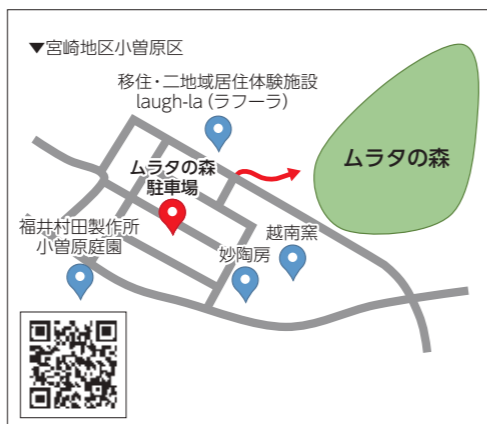 ▼宮崎地区小曽原区
移住・二地域居住体験施設
laugh-la (ラフーラ)
ムラタの森
ムラタの森
駐車場
福井村田製作所
小曽原庭園
越南窯
妙陶房